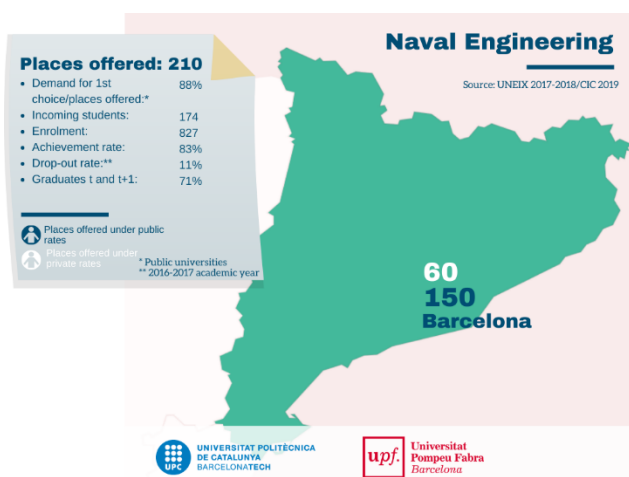 Naval Engineering
Source: UNEIX 2017-2018/CIC 2019
Places offered: 210
• Demand for 1st
choice/places offered:* 88%
• Incoming students: 174
• Enrolment: 827
• Achievement rate: 83%
• Drop-out rate:** 11%
• Graduates t and t+1: 71%
Places offered under public
rates
Places offered under
private rates
* Public universities
** 2016-2017 academic year
60
150
Barcelona
UPC
UNIVERSITAT POLITÈCNICA
DE CATALUNYA
BARCELONATECH
upf.
Universitat
Pompeu Fabra
Barcelona